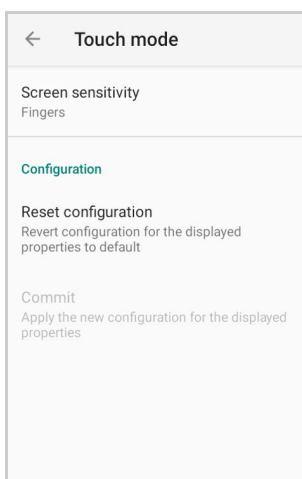 Touch mode
Screen sensitivity
Fingers
Configuration
Reset configuration
Revert configuration for the displayed
properties to default
Commit
Apply the new configuration for the displayed
properties